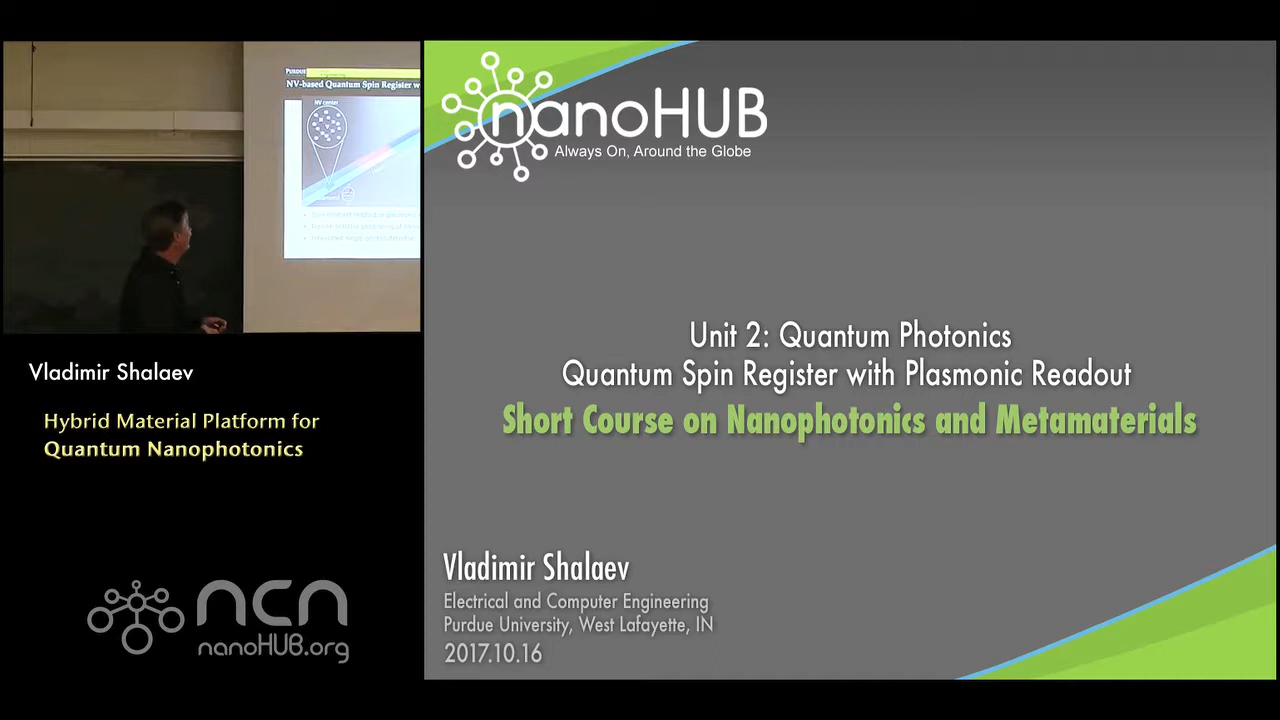 PURDUE
NV-based Quantum Spin Register w
NV center
Vladimir Shalaev
Hybrid Material Platform for
Quantum Nanophotonics
ncn
nanoHUB.org
nanoHUB
Always On, Around the Globe
Unit 2: Quantum Photonics
Quantum Spin Register with Plasmonic Readout
Short Course on Nanophotonics and Metamaterials
Vladimir Shalaev
Electrical and Computer Engineering
Purdue University, West Lafayette, IN
2017.10.16